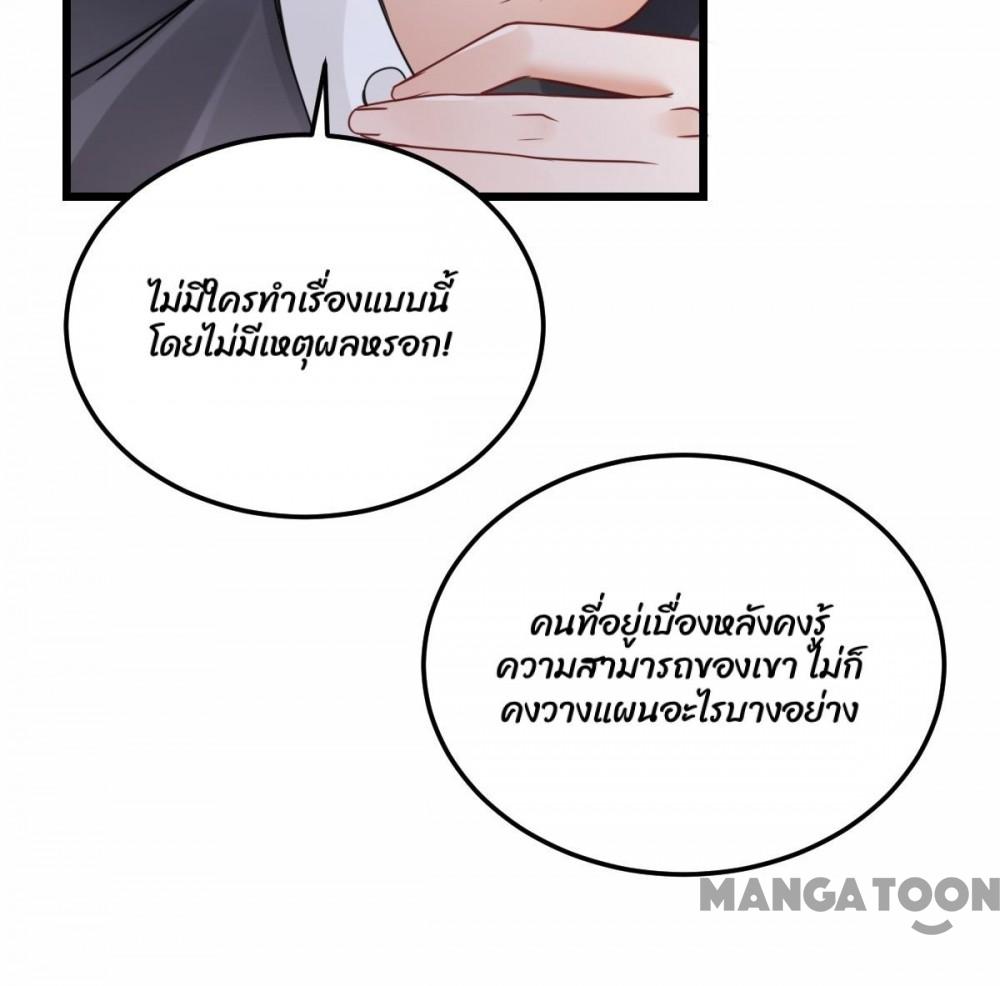 ไม่มีใครทำเรื่องแบบนี้
โดยไม่มีเหตุผลหรอก!
คนที่อยู่เบื่องหลังคงรู้
ความสามารถของเขา ไม่ก็
คงวางแผนอะไรบางอย่าง
MANGATOON